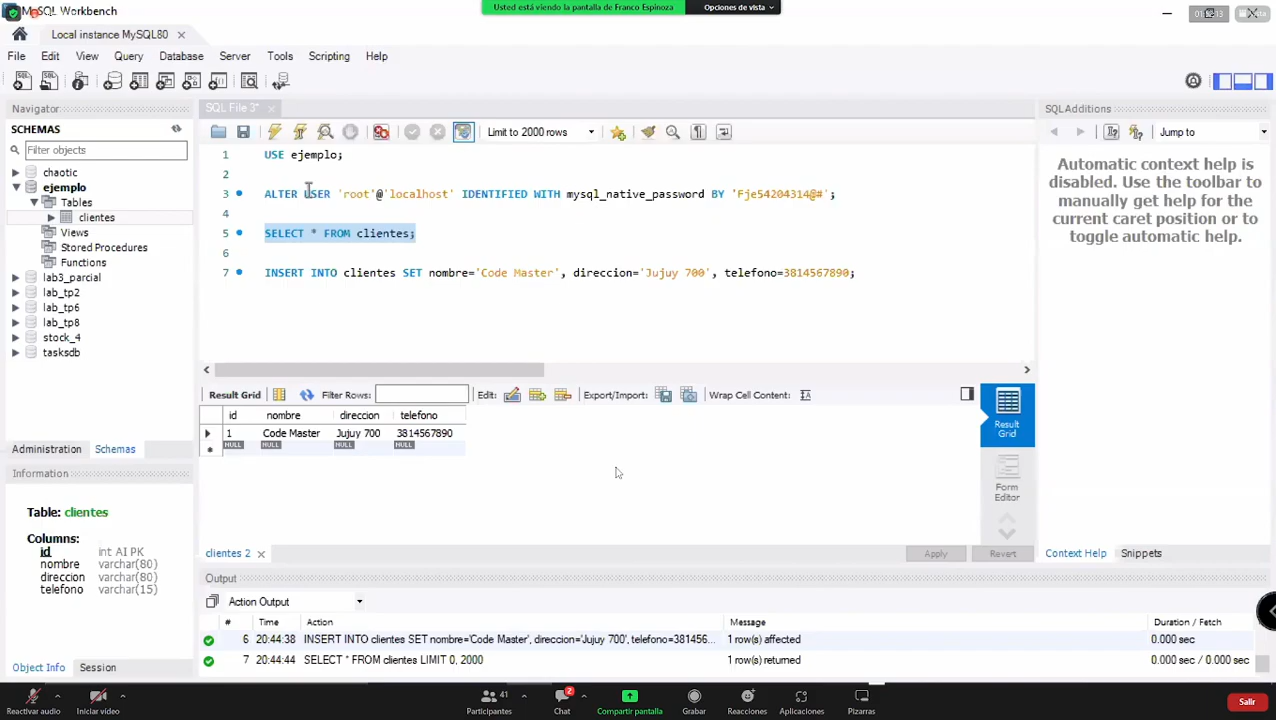 MySQL Workbench
Usted está viendo la pantalla de Franco Espinoza
Opciones de vista
Local instance MySQL80
File Edit View Query Database Server Tools Scripting Help
Navigator
SCHEMAS
Filter objects
chaotic
ejemplo
Tables
clientes
Views
Stored Procedures
Functions
lab3_parcial
lab_tp2
lab_tp6
lab_tp8
stock_4
tasksdb
Administration Schemas
Information
Table: clientes
Columns:
id int AI PK
nombre varchar(80)
direccion varchar(80)
telefono varchar(15)
Object Info Session
SQL File 3*
Limit to 2000 rows
1 USE ejemplo;
2
3 ALTER USER 'root'@'localhost' IDENTIFIED WITH mysql_native_password BY 'Fje54204314@#';
4
5 SELECT * FROM clientes;
6
7 INSERT INTO clientes SET nombre='Code Master', direccion='Jujuy 700', telefono=3814567890;
Result Grid Filter Rows: Edit: Export/Import: Wrap Cell Content:
id nombre direccion telefono
1 Code Master Jujuy 700 3814567890
NULL NULL NULL NULL
Result
Grid
Form
Editor
clientes 2
Apply Revert
SQLAdditions
Jump to
Automatic context help is
disabled. Use the toolbar to
manually get help for the
current caret position or to
toggle automatic help.
Context Help Snippets
Output
Action Output
# Time Action Message Duration / Fetch
6 20:44:38 INSERT INTO clientes SET nombre='Code Master', direccion='Jujuy 700', telefono=381456... 1 row(s) affected 0.000 sec
7 20:44:44 SELECT * FROM clientes LIMIT 0, 2000 1 row(s) returned 0.000 sec / 0.000 sec
Reactivar audio
Iniciar video
41
Participantes
2
Chat
Compartir pantalla
Grabar
Reacciones
Aplicaciones
Pizarras
Salir